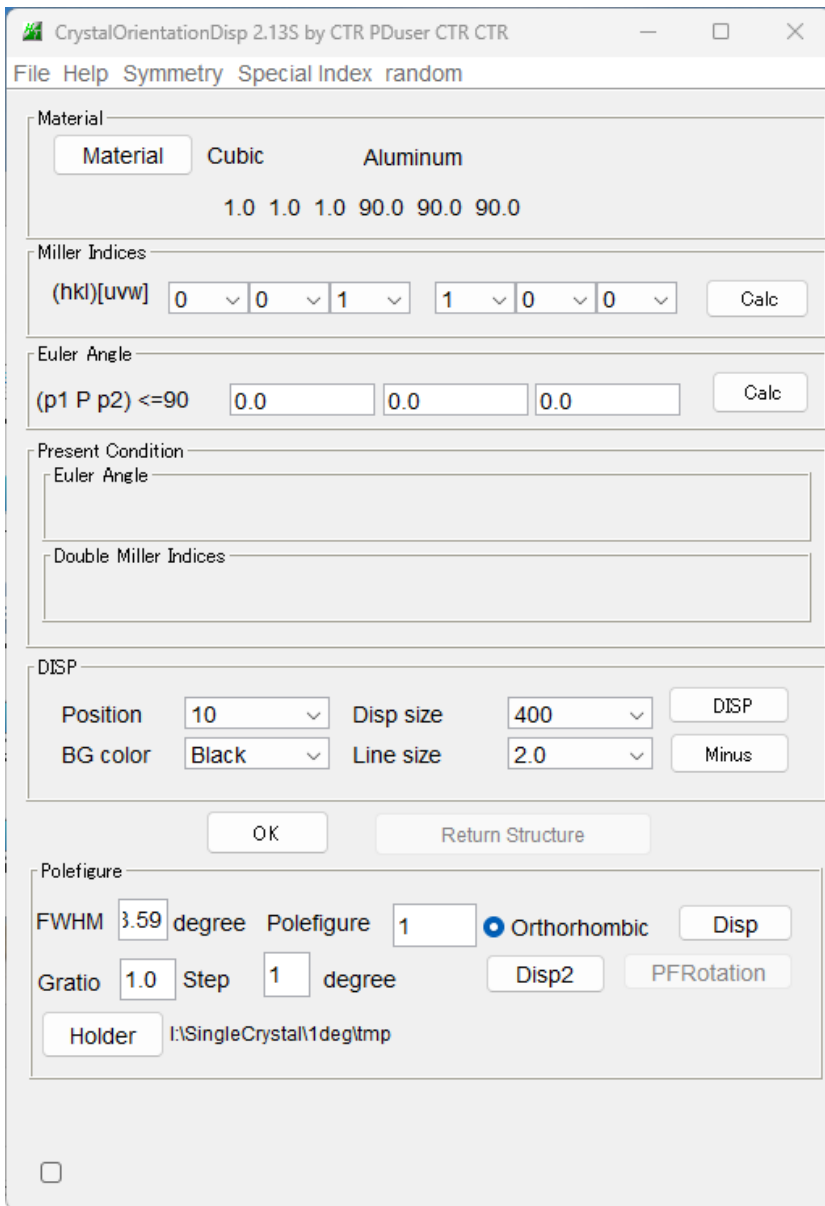 CrystalOrientationDisp 2.13S by CTR PDuser CTR CTR
File Help Symmetry Special Index random
Material
Material Cubic Aluminum
1.0 1.0 1.0 90.0 90.0 90.0
Miller Indices
(hkl)[uvw] 0 0 1 1 0 0 Calc
Euler Angle
(p1 P p2) <=90 0.0 0.0 0.0 Calc
Present Condition
Euler Angle
Double Miller Indices
DISP
Position 10 Disp size 400 DISP
BG color Black Line size 2.0 Minus
OK Return Structure
Polefigure
FWHM 3.59 degree Polefigure 1 Orthorhombic Disp
Gratio 1.0 Step 1 degree Disp2 PFRotation
Holder I:\SingleCrystal\1deg\tmp